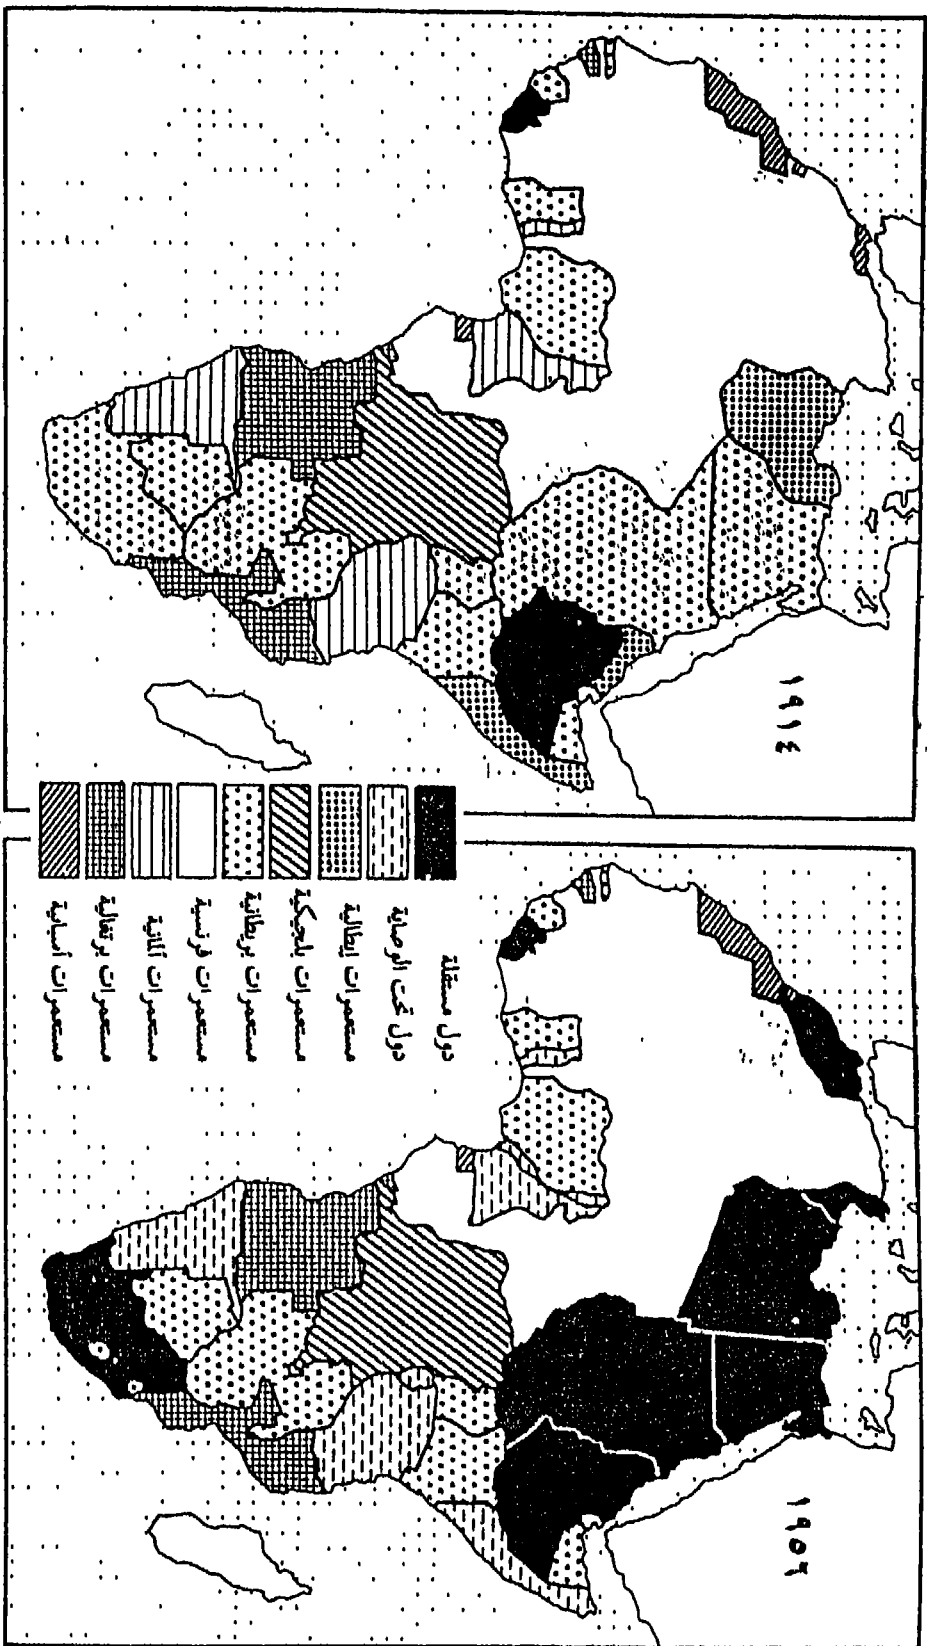 ١٩١٤
١٩٥٦
دول مستقلة
دول تحت الوصاية
مستعمرات إيطالية
مستعمرات بلجيكية
مستعمرات بريطانية
مستعمرات فرنسية
مستعمرات ألمانية
مستعمرات برتغالية
مستعمرات أسبانية